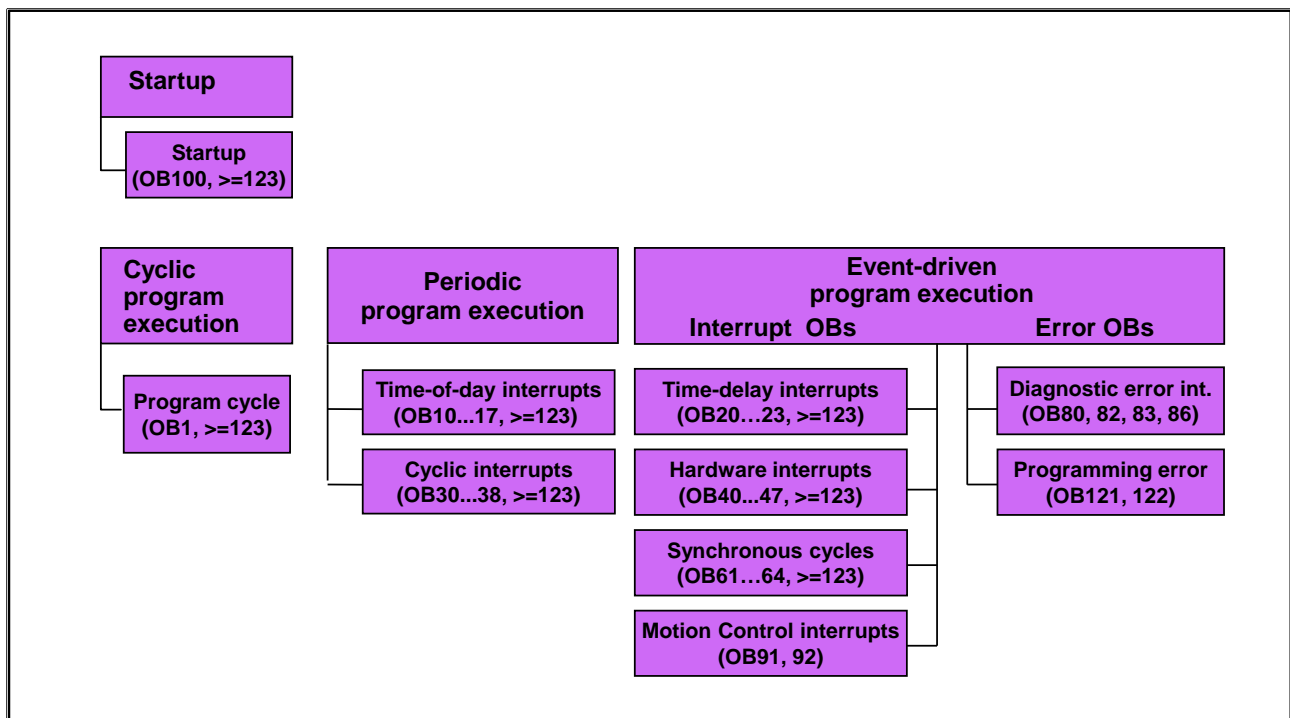 Startup
Startup
(OB100, >=123)
Cyclic
program
execution
Program cycle
(OB1, >=123)
Periodic
program execution
Time-of-day interrupts
(OB10...17, >=123)
Cyclic interrupts
(OB30...38, >=123)
Event-driven
program execution
Interrupt OBs
Error OBs
Time-delay interrupts
(OB20…23, >=123)
Hardware interrupts
(OB40...47, >=123)
Synchronous cycles
(OB61…64, >=123)
Motion Control interrupts
(OB91, 92)
Diagnostic error int.
(OB80, 82, 83, 86)
Programming error
(OB121, 122)